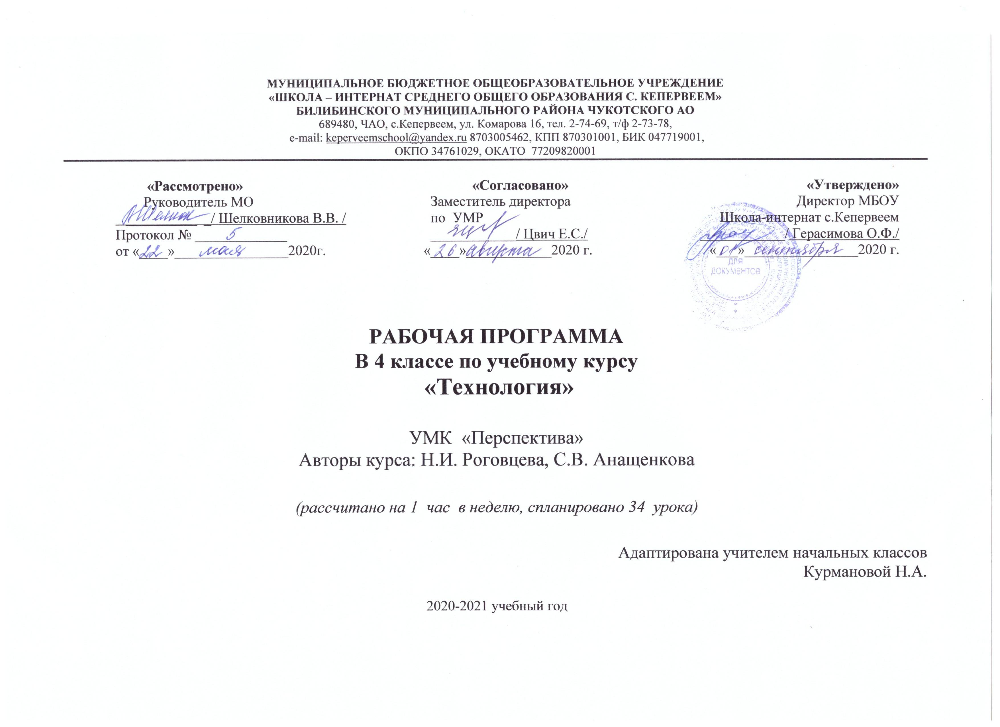 МУНИЦИПАЛЬНОЕ БЮДЖЕТНОЕ ОБЩЕОБРАЗОВАТЕЛЬНОЕ УЧРЕЖДЕНИЕ
«ШКОЛА – ИНТЕРНАТ СРЕДНЕГО ОБЩЕГО ОБРАЗОВАНИЯ С. КЕПЕРВЕЕМ»
БИЛИБИНСКОГО МУНИЦИПАЛЬНОГО РАЙОНА ЧУКОТСКОГО АО
689480, ЧАО, с.Кепервеем, ул. Комарова 16, тел. 2-74-69, т/ф 2-73-78,
e-mail: keperveemschool@yandex.ru 8703005462, КПП 870301001, БИК 047719001,
ОКПО 34761029, ОКАТО 77209820001
«Рассмотрено»
Руководитель МО
/ Шелковникова В.В. /
Протокол № 5
от «22» мая 2020г.
«Согласовано»
Заместитель директора
по УМР
/ Цвич Е.С./
«26» августа 2020 г.
«Утверждено»
Директор МБОУ
Школа-интернат с.Кепервеем
/ Герасимова О.Ф./
«01» сентября 2020 г.
ДЛЯ
ДОКУМЕНТОВ
РАБОЧАЯ ПРОГРАММА
В 4 классе по учебному курсу
«Технология»
УМК «Перспектива»
Авторы курса: Н.И. Роговцева, С.В. Анащенкова
(рассчитано на 1 час в неделю, спланировано 34 урока)
Адаптирована учителем начальных классов
Курмановой Н.А.
2020-2021 учебный год